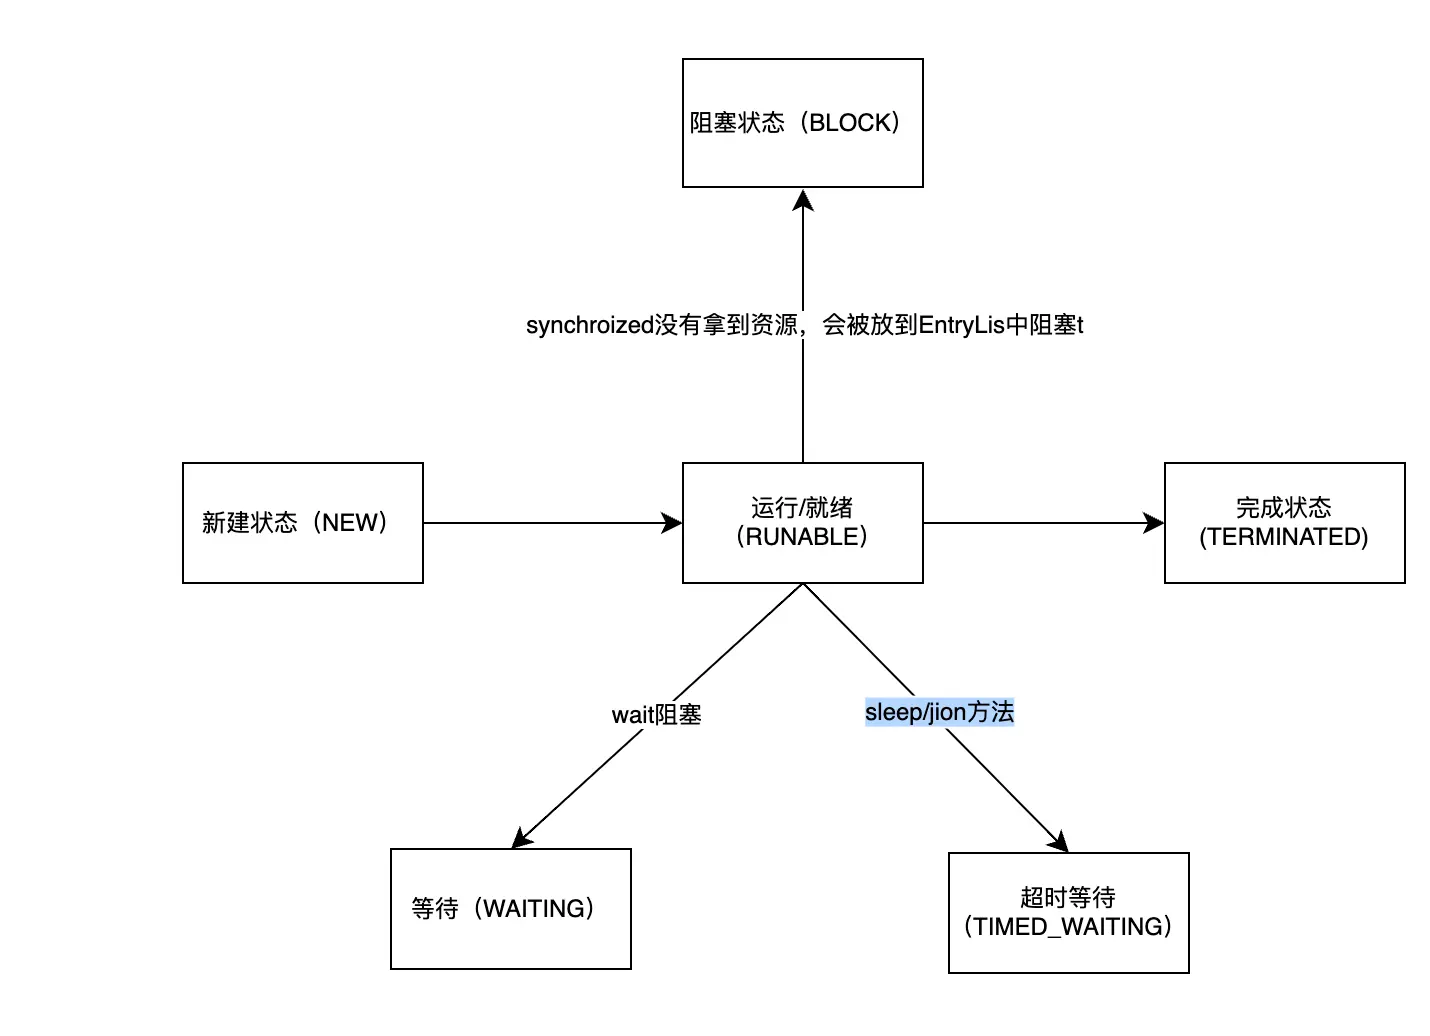 阻塞状态（BLOCK）
synchroized没有拿到资源，会被放到EntryLis中阻塞t
新建状态（NEW）
运行/就绪
（RUNABLE）
完成状态
(TERMINATED)
wait阻塞
sleep/jion方法
等待（WAITING）
超时等待
（TIMED_WAITING）